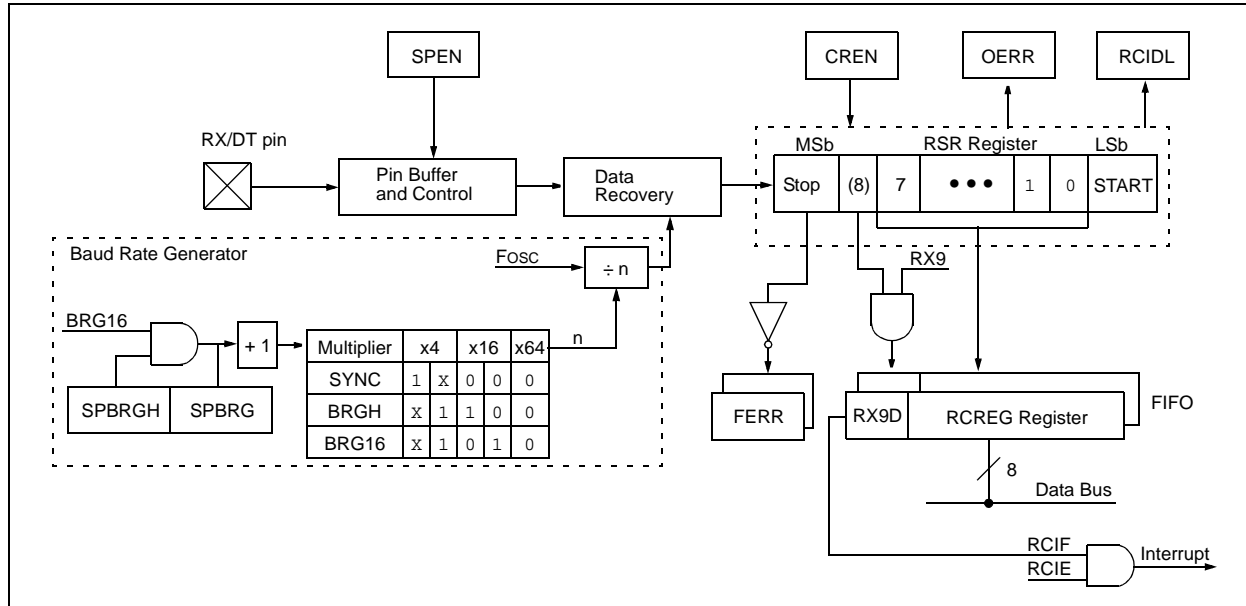 SPEN
CREN
OERR
RCIDL
RX/DT pin
MSb
RSR Register
LSb
Pin Buffer
and Control
Data
Recovery
Stop (8) 7 ••• 1 0 START
Baud Rate Generator
FOSC
÷ n
RX9
BRG16
+ 1
n
Multiplier x4 x16 x64
SYNC 1 X 0 0 0
BRGH X 1 1 0 0
BRG16 X 1 0 1 0
SPBRGH SPBRG
FERR
RX9D
RCREG Register
FIFO
8
Data Bus
RCIF
RCIE
Interrupt